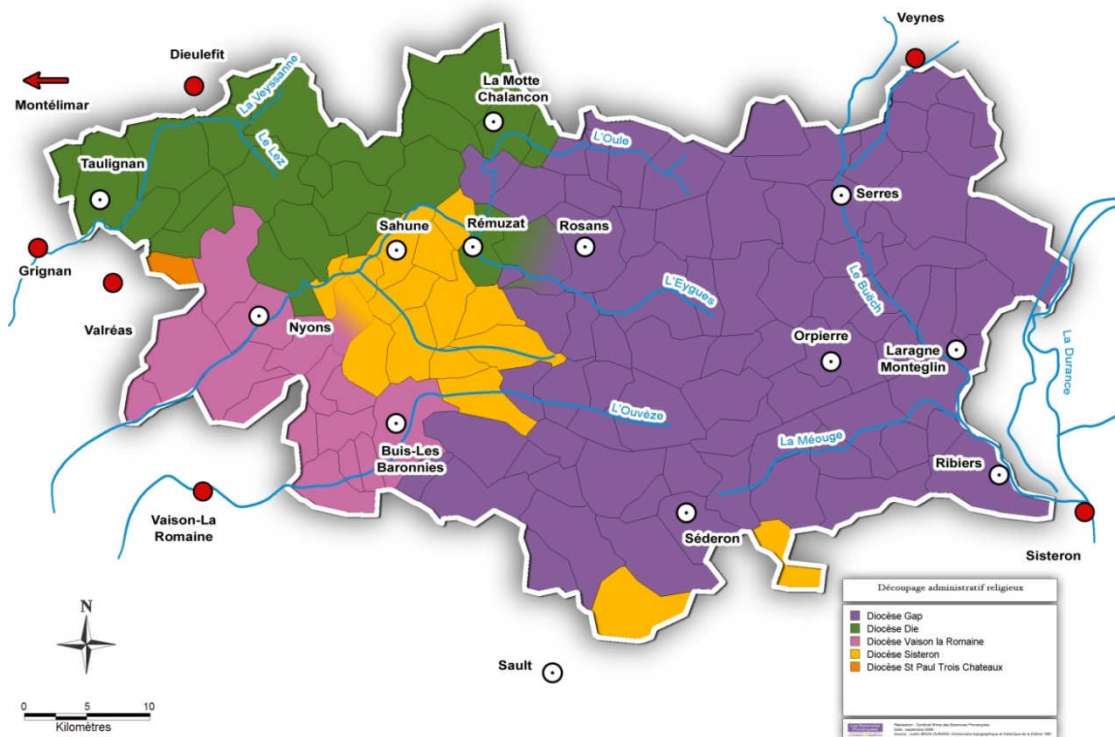 Veynes
Dieulefit
Montélimar
La Veyssanne
Le Lez
La Motte
Chalancon
L'Oule
Taulignan
Serres
Sahune
Rémuzat
Rosans
Grignan
Valréas
L'Eygues
Le Buëch
Nyons
Orpierre
Laragne
Monteglin
La Durance
L'Ouvèze
Buis-Les
Baronnies
La Méouge
Ribiers
Vaison-La
Romaine
Séderon
Sisteron
Découpage administratif religieux
Diocèse Gap
Diocèse Die
Diocèse Vaison la Romaine
Diocèse Sisteron
Diocèse St Paul Trois Chateaux
N
Sault
0 5 10
Kilomètres